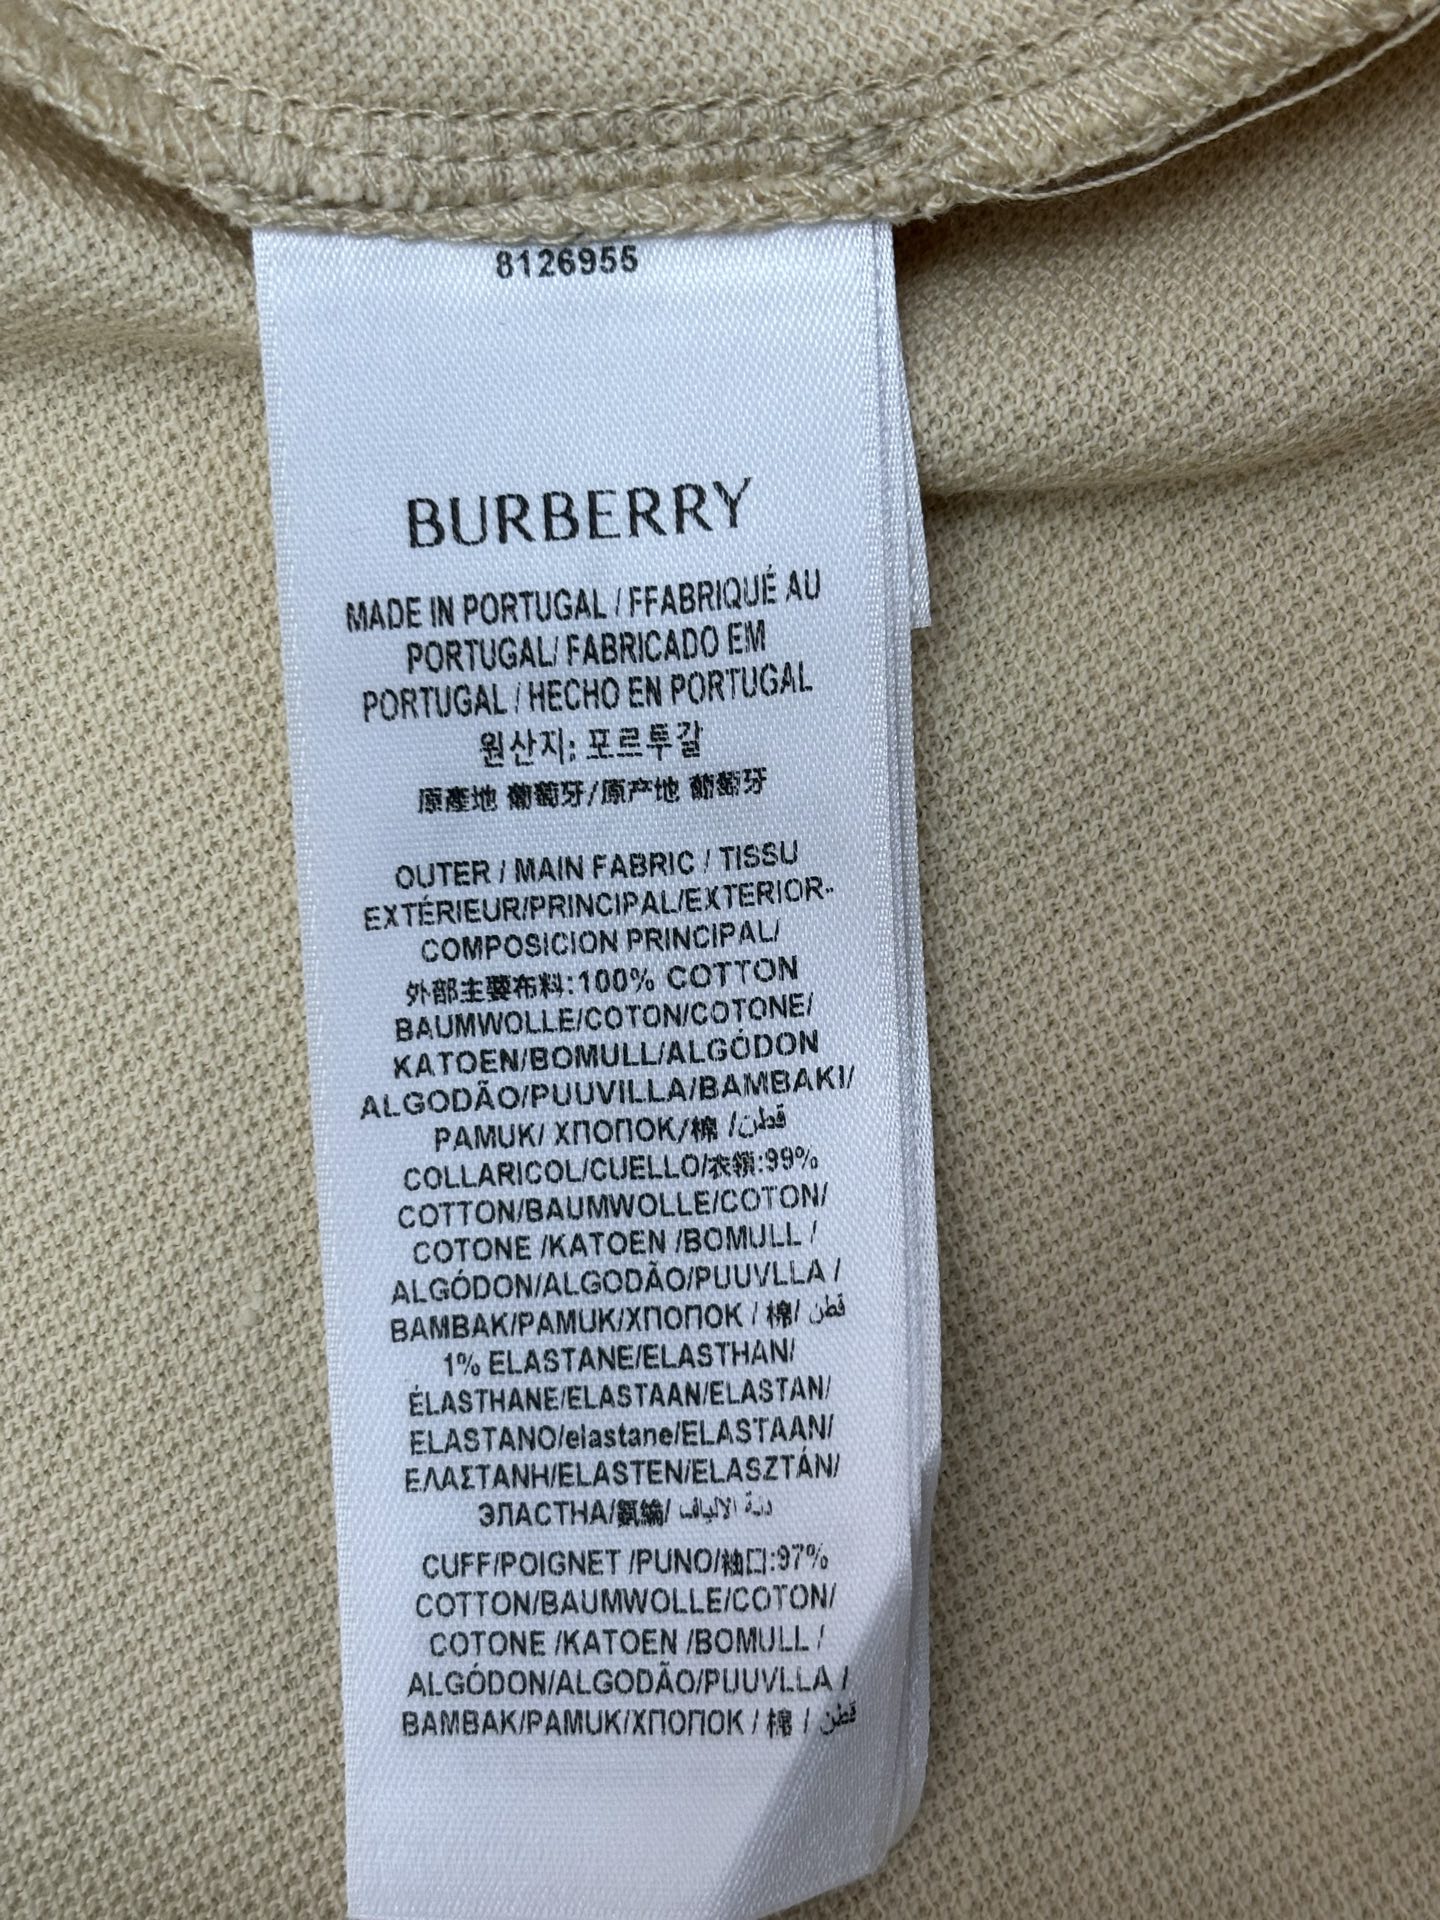 8126955
BURBERRY
MADE IN PORTUGAL / FFABRIQUÉ AU
PORTUGAL/ FABRICADO EM
PORTUGAL / HECHO EN PORTUGAL
원산지: 포르투갈
原產地 葡萄牙/原产地 葡萄牙
OUTER / MAIN FABRIC / TISSU
EXTÉRIEUR/PRINCIPAL/EXTERIOR-
COMPOSICION PRINCIPAL/
外部主要布料:100% COTTON
BAUMWOLLE/COTON/COTONE/
KATOEN/BOMULL/ALGÓDON
ALGODÃO/PUUVILLA/BAMBAKI/
PAMUK/ ХЛОПОК/棉 /قطن
COLLARICOL/CUELLO/衣領:99%
COTTON/BAUMWOLLE/COTON/
COTONE /KATOEN /BOMULL /
ALGÓDON/ALGODÃO/PUUVLLA /
BAMBAK/PAMUK/ХЛОПОК / 棉/ قطن
1% ELASTANE/ELASTHAN/
ÉLASTHANE/ELASTAAN/ELASTAN/
ELASTANO/elastane/ELASTAAN/
ΕΛΑΣΤΑΝΗ/ELASTEN/ELASZTÁN/
ЭЛАСТНА/氨綸/
CUFF/POIGNET /PUNO/袖口:97%
COTTON/BAUMWOLLE/COTON/
COTONE /KATOEN /BOMULL /
ALGÓDON/ALGODÃO/PUUVLLA /
BAMBAK/PAMUK/ХЛОПОК / 棉 / قطن